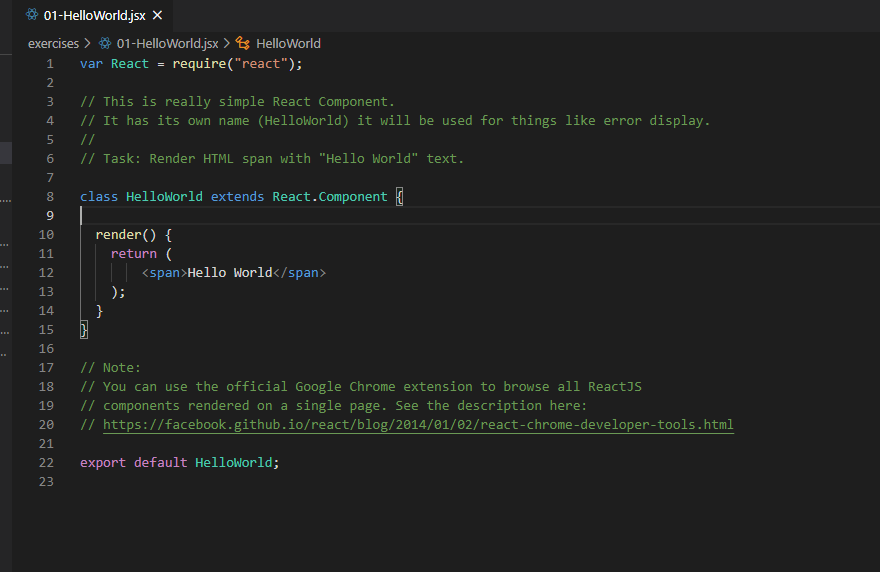 01-HelloWorld.jsx ×
exercises > 01-HelloWorld.jsx > HelloWorld
1 var React = require("react");
2
3 // This is really simple React Component.
4 // It has its own name (HelloWorld) it will be used for things like error display.
5 //
6 // Task: Render HTML span with "Hello World" text.
7
8 class HelloWorld extends React.Component {
9
10   render() {
11     return (
12         <span>Hello World</span>
13     );
14   }
15 }
16
17 // Note:
18 // You can use the official Google Chrome extension to browse all ReactJS
19 // components rendered on a single page. See the description here:
20 // https://facebook.github.io/react/blog/2014/01/02/react-chrome-developer-tools.html
21
22 export default HelloWorld;
23